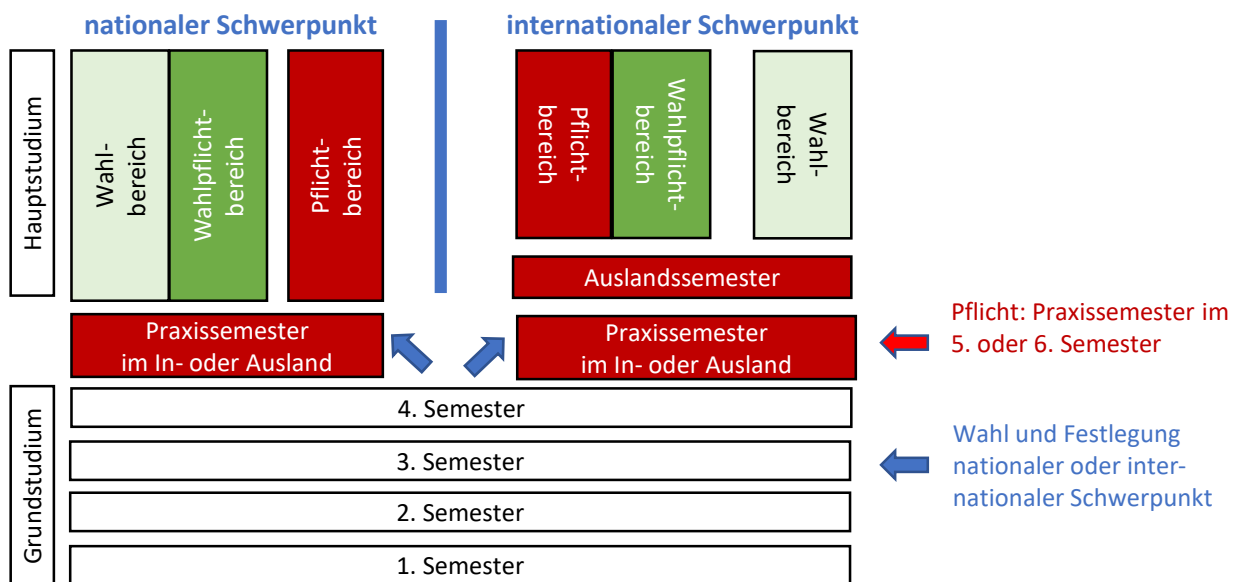 nationaler Schwerpunkt
internationaler Schwerpunkt
Hauptstudium
Wahl-
bereich
Wahlpflicht-
bereich
Pflicht-
bereich
Pflicht-
bereich
Wahlpflicht-
bereich
Wahl-
bereich
Auslandssemester
Praxissemester
im In- oder Ausland
Praxissemester
im In- oder Ausland
Pflicht: Praxissemester im
5. oder 6. Semester
Grundstudium
4. Semester
3. Semester
2. Semester
1. Semester
Wahl und Festlegung
nationaler oder inter-
nationaler Schwerpunkt